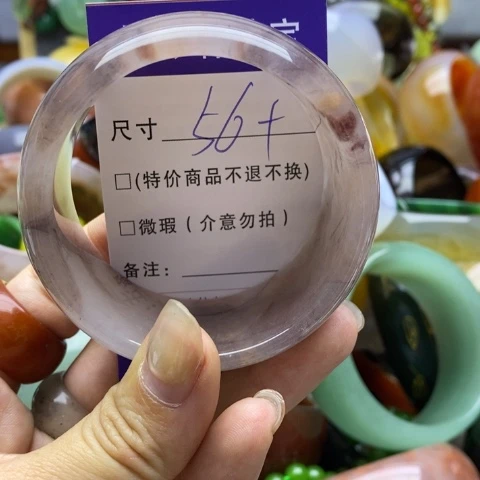 尺寸 56+
□(特价商品不退不换)
□微瑕(介意勿拍)
备注: